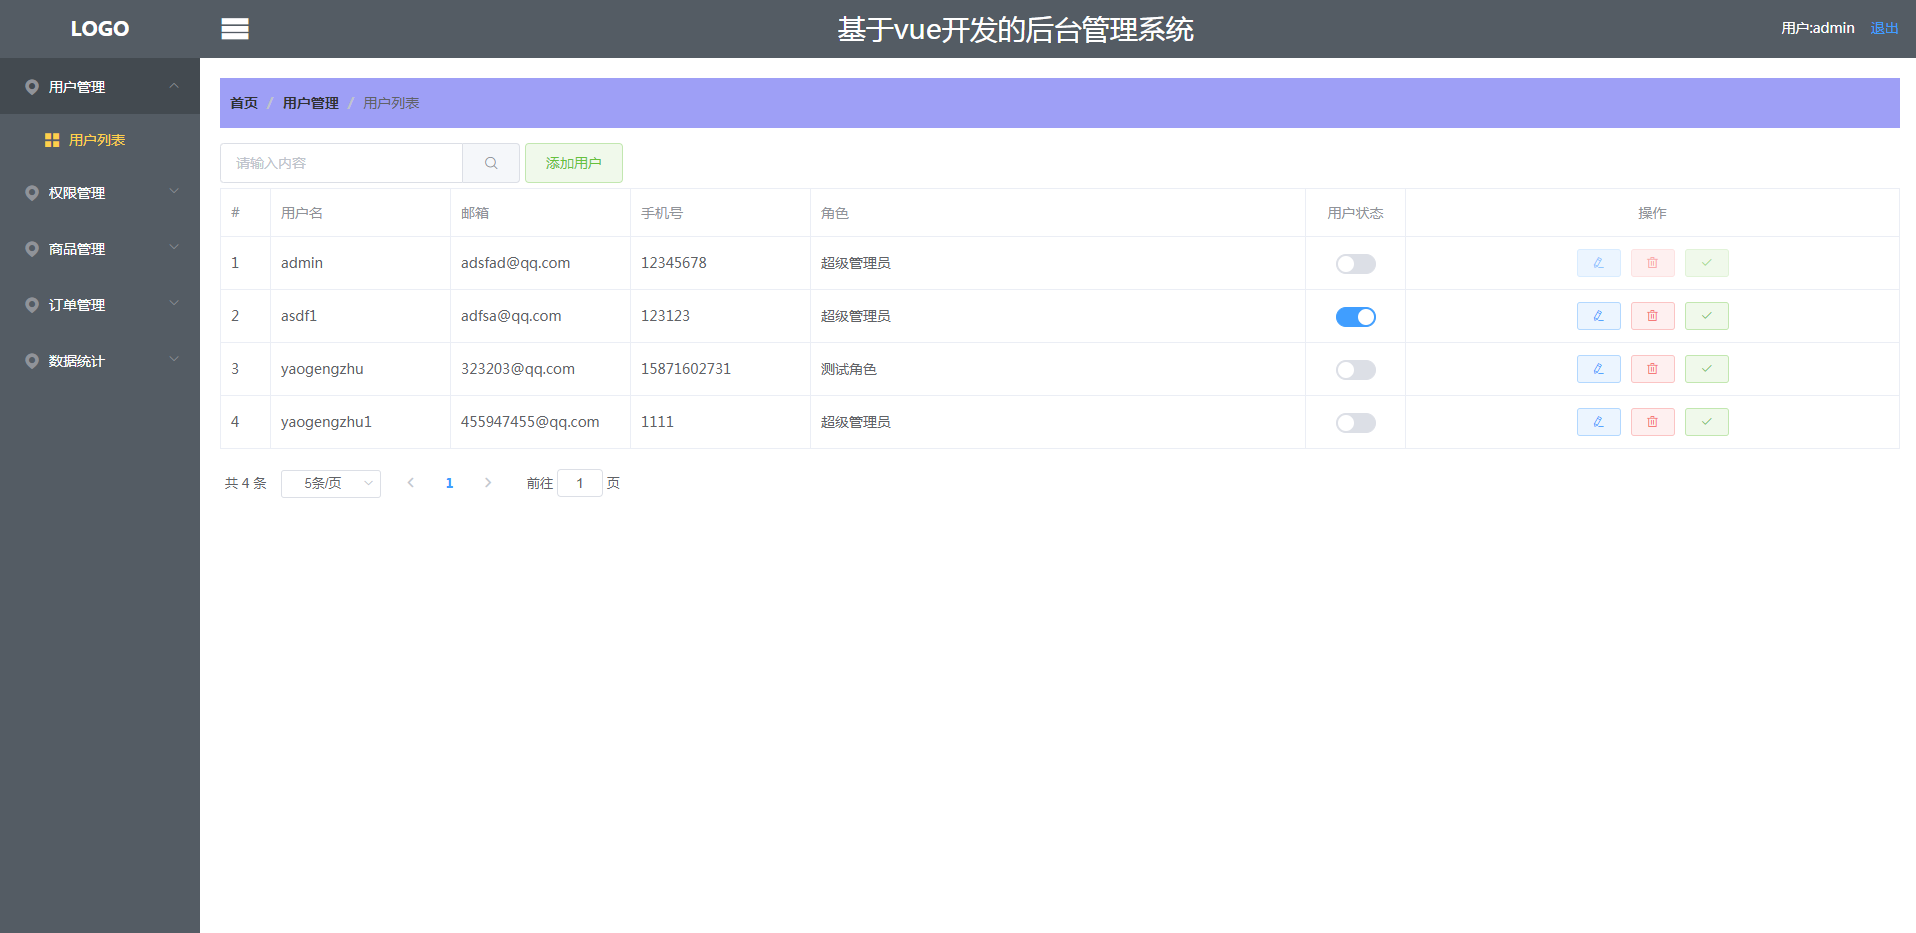 LOGO
基于vue开发的后台管理系统
用户:admin 退出
用户管理
用户列表
权限管理
商品管理
订单管理
数据统计
首页 / 用户管理 / 用户列表
请输入内容 添加用户
# 用户名 邮箱 手机号 角色 用户状态 操作
1 admin adsfad@qq.com 12345678 超级管理员
2 asdf1 adfsa@qq.com 123123 超级管理员
3 yaogengzhu 323203@qq.com 15871602731 测试角色
4 yaogengzhu1 455947455@qq.com 1111 超级管理员
共 4 条 5条/页 1 前往 1 页